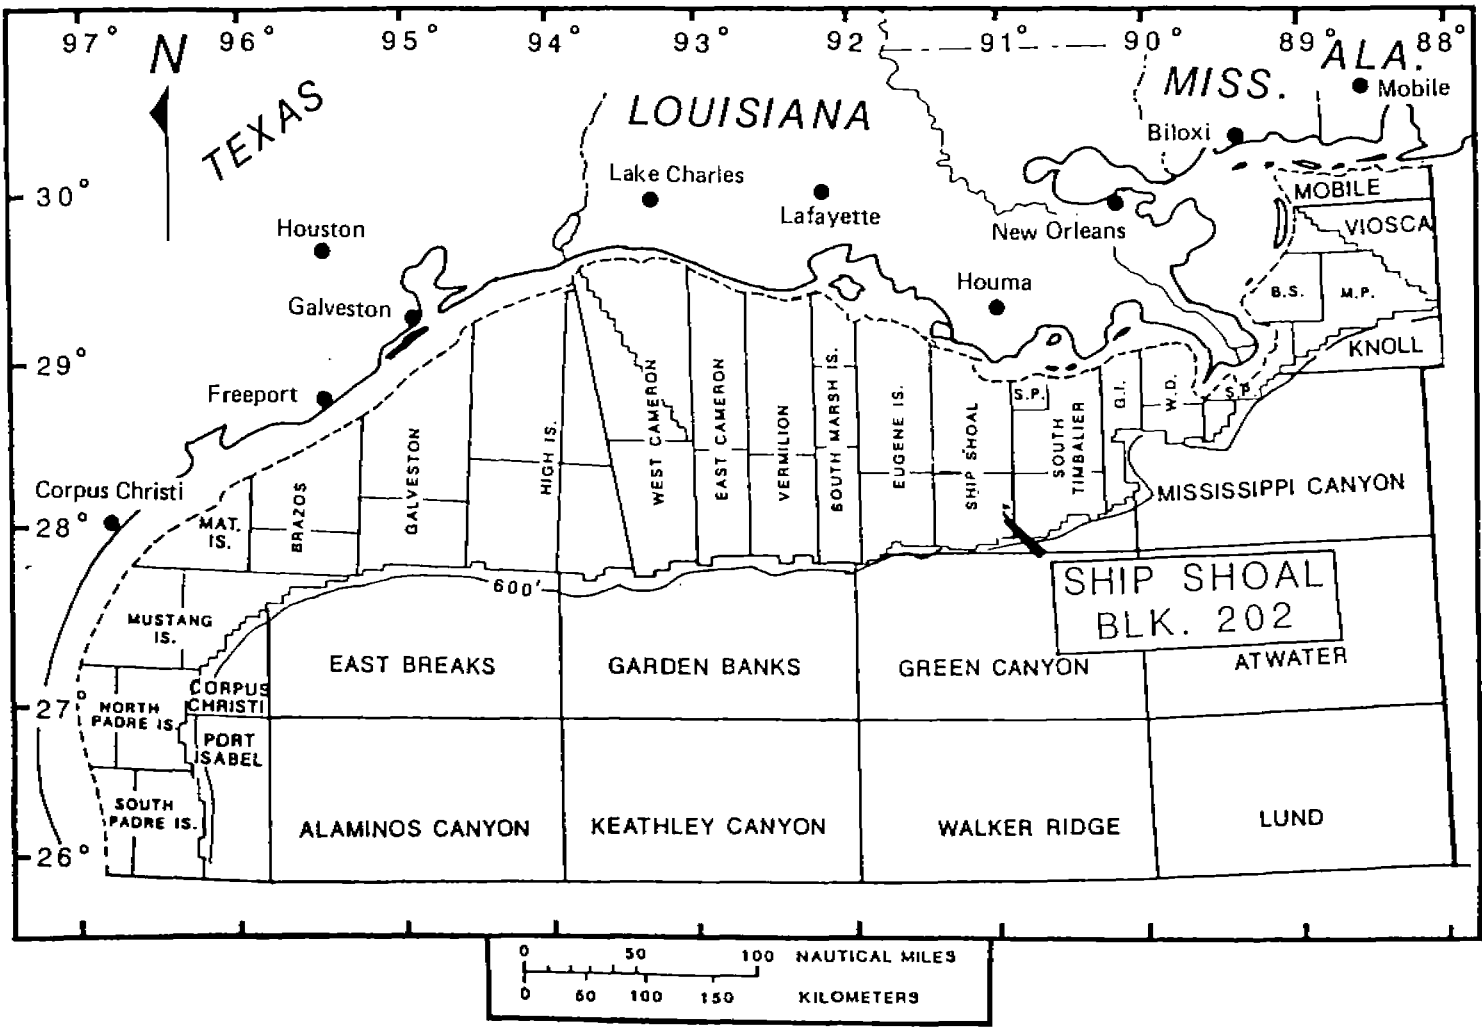 97° 96° 95° 94° 93° 92 91° 90° 89° 88°
N
TEXAS
LOUISIANA
MISS.
ALA.
Mobile
Biloxi
Lake Charles
Lafayette
New Orleans
Houston
Houma
Galveston
Freeport
Corpus Christi
30°
29°
28°
27°
26°
MOBILE
VIOSCA
B.S.
M.P.
KNOLL
MAT.
IS.
BRAZOS
GALVESTON
HIGH IS.
WEST CAMERON
EAST CAMERON
VERMILION
SOUTH MARSH IS.
EUGENE IS.
SHIP SHOAL
S.P.
SOUTH
TIMBALIER
G.I.
W.D.
S.P.
MISSISSIPPI CANYON
600'
SHIP SHOAL
BLK. 202
MUSTANG
IS.
EAST BREAKS
GARDEN BANKS
GREEN CANYON
ATWATER
CORPUS
CHRISTI
NORTH
PADRE IS.
PORT
ISABEL
SOUTH
PADRE IS.
ALAMINOS CANYON
KEATHLEY CANYON
WALKER RIDGE
LUND
0 50 100 NAUTICAL MILES
0 50 100 150 KILOMETERS